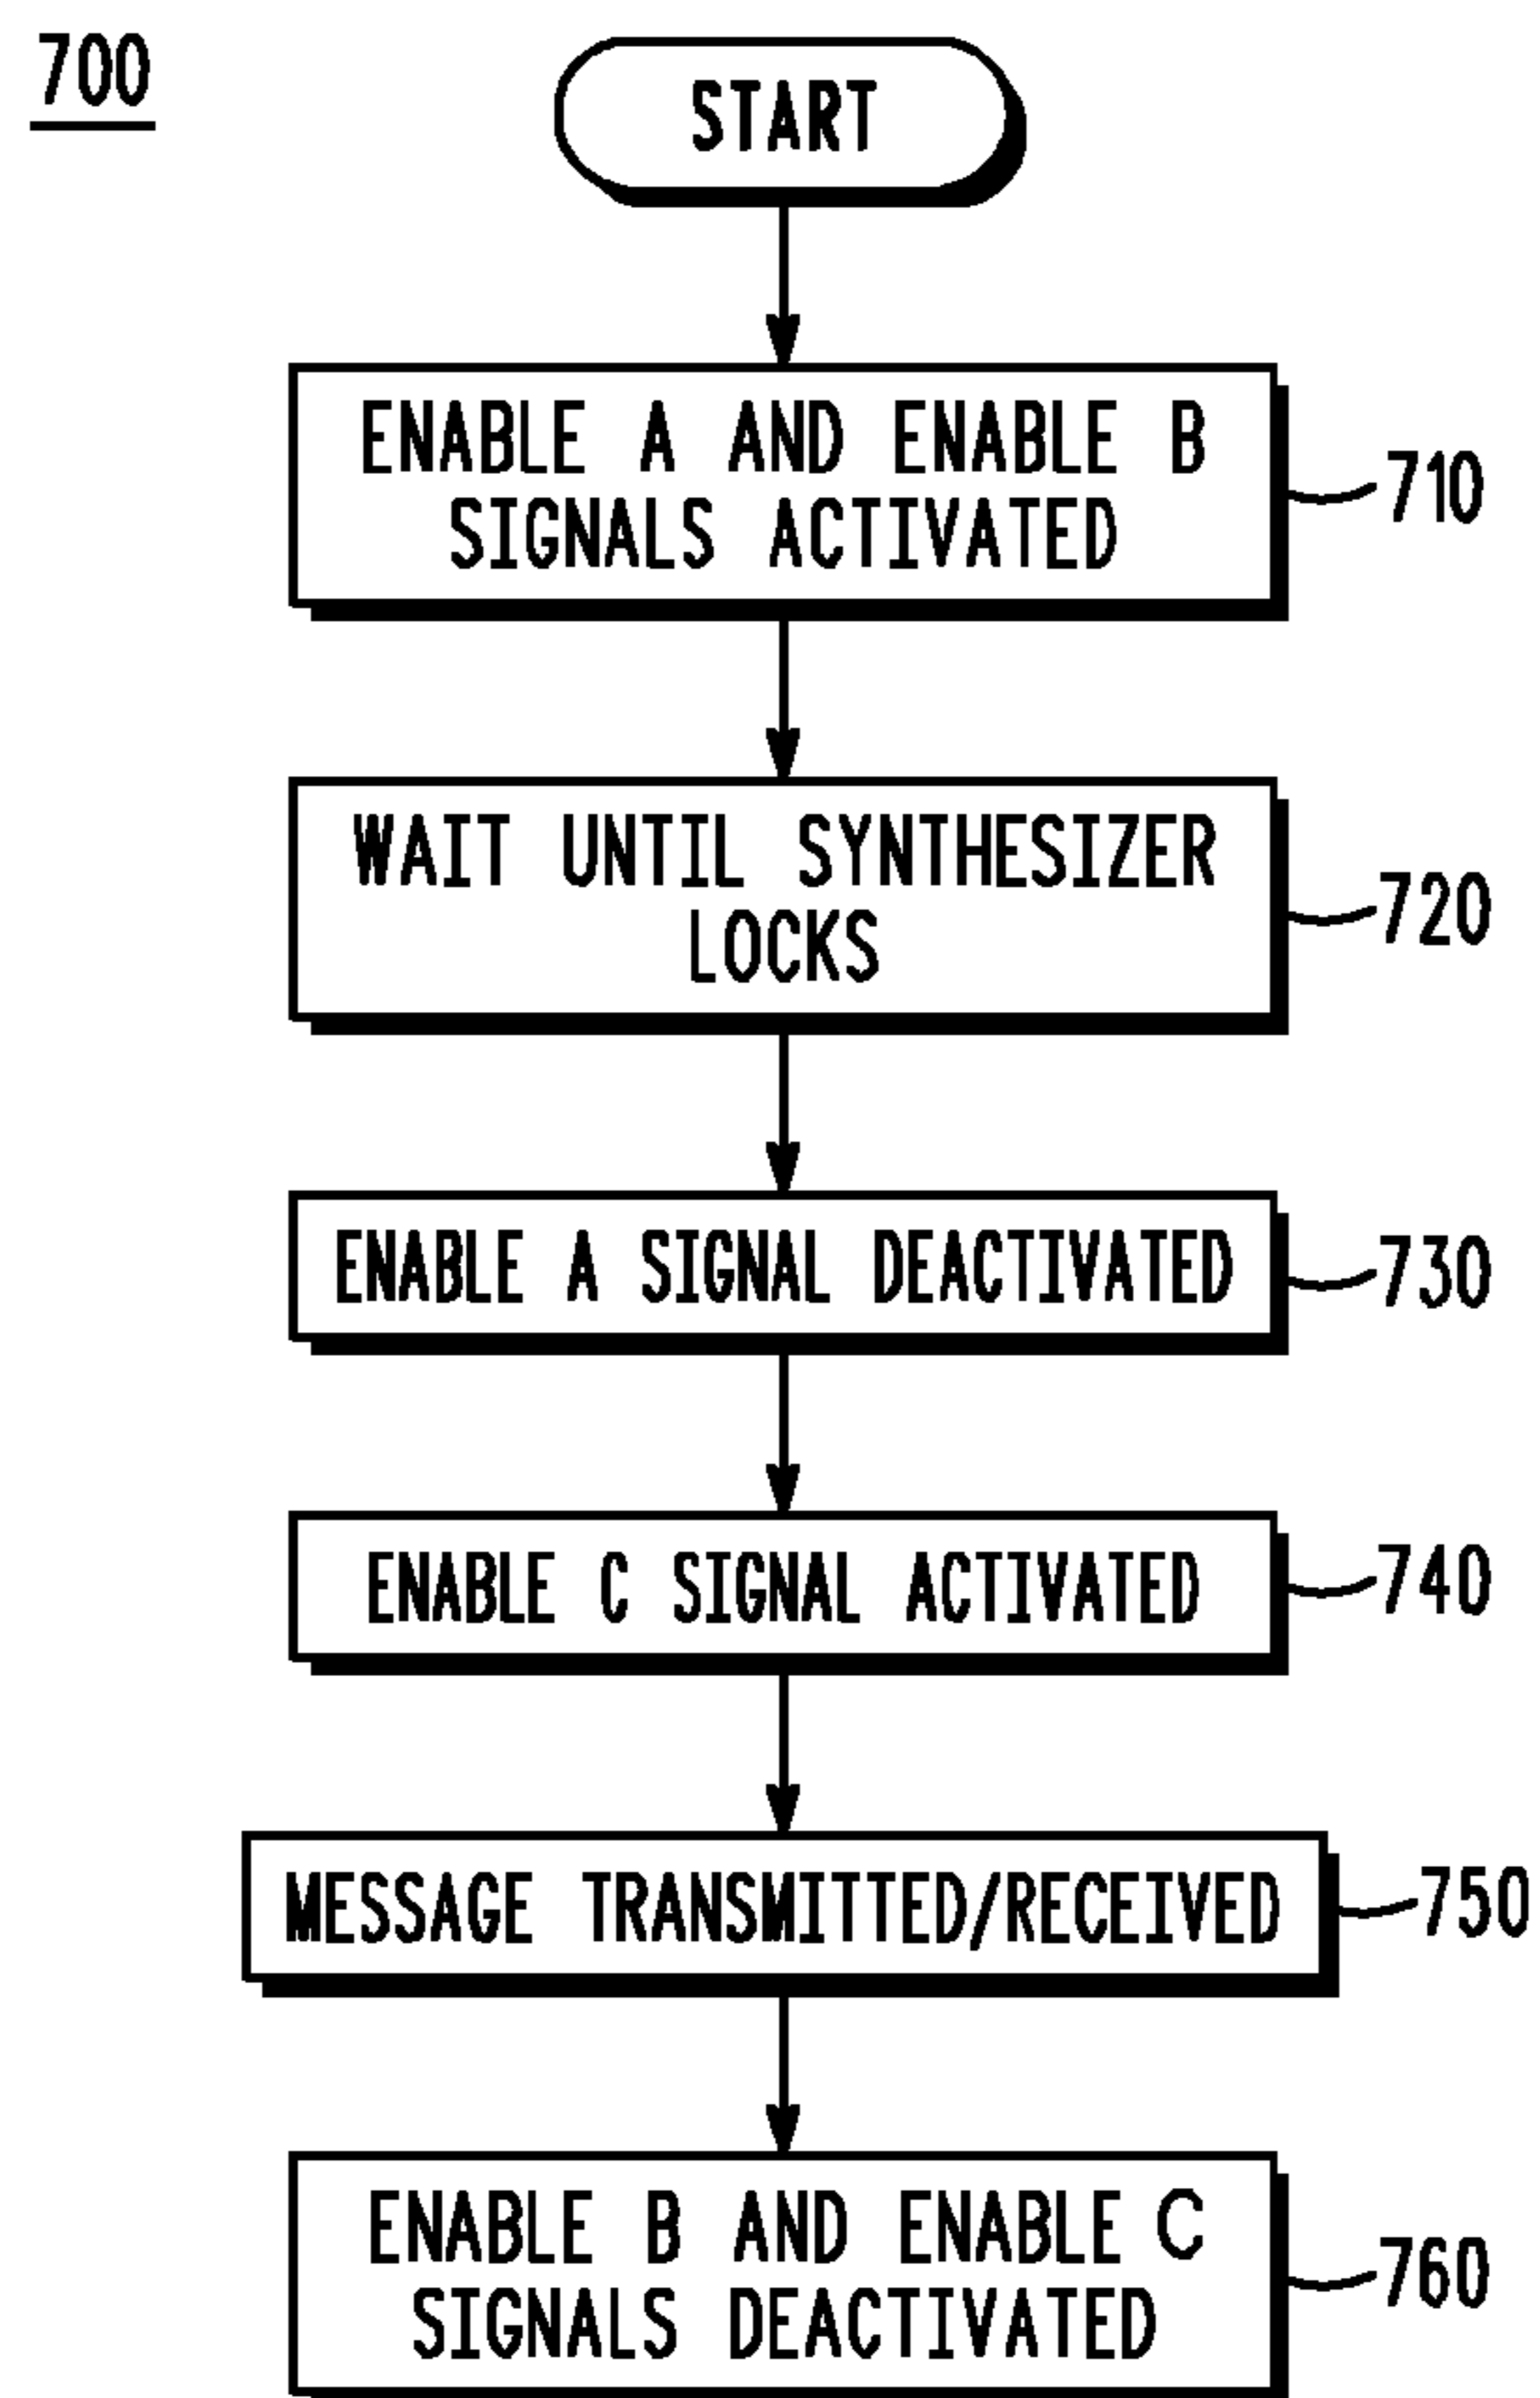 700
START
ENABLE A AND ENABLE B
SIGNALS ACTIVATED
710
WAIT UNTIL SYNTHESIZER
LOCKS
720
ENABLE A SIGNAL DEACTIVATED
730
ENABLE C SIGNAL ACTIVATED
740
MESSAGE TRANSMITTED/RECEIVED
750
ENABLE B AND ENABLE C
SIGNALS DEACTIVATED
760